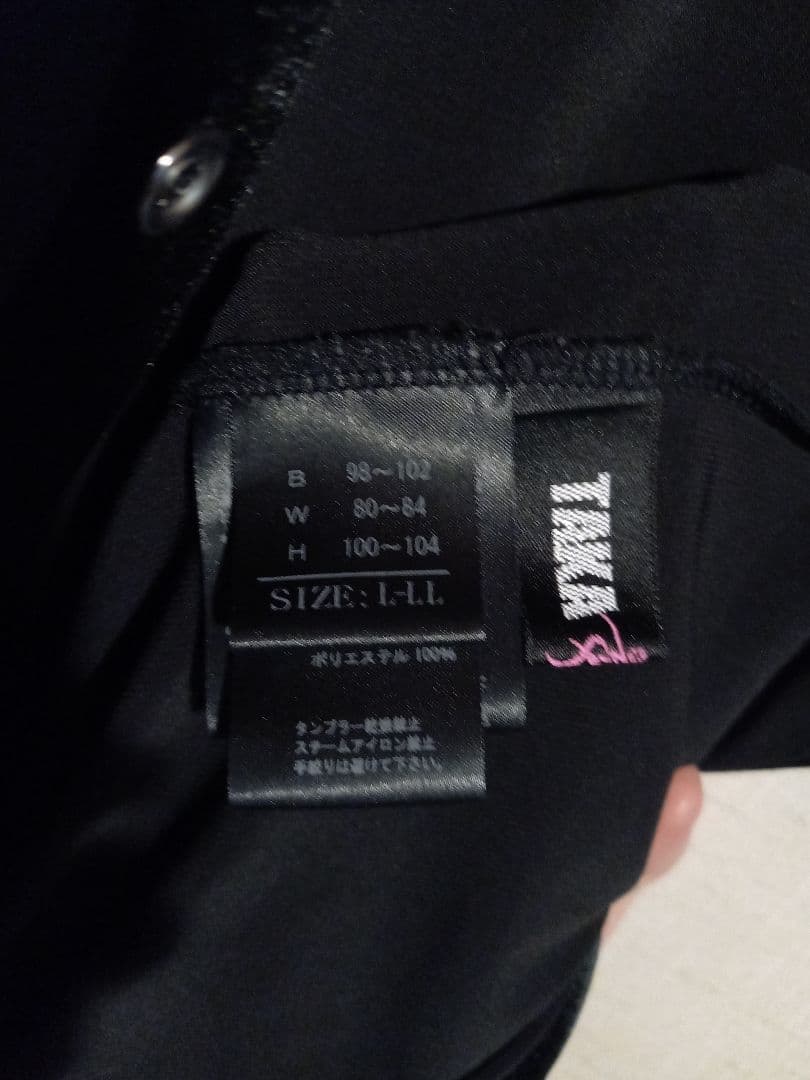 B 98～102
W 80～84
H 100～104
SIZE:L-LL
ポリエステル 100%
タンブラー乾燥禁止
スチームアイロン禁止
手絞りは避けて下さい。
TAKA